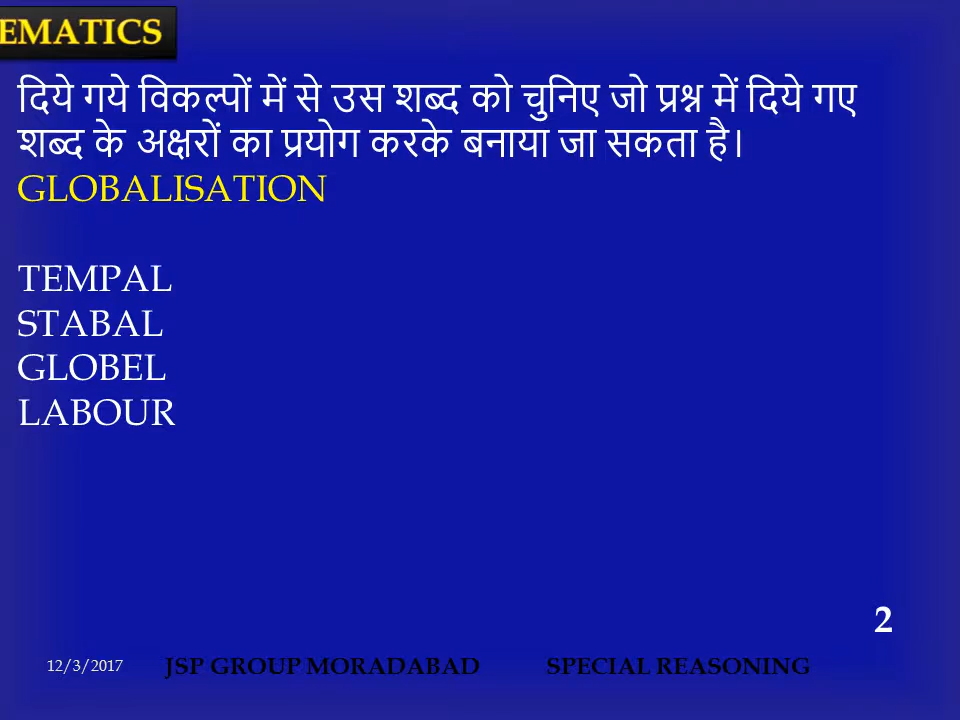 EMATICS
दिये गये विकल्पों में से उस शब्द को चुनिए जो प्रश्न में दिये गए
शब्द के अक्षरों का प्रयोग करके बनाया जा सकता है।
GLOBALISATION
TEMPAL
STABAL
GLOBEL
LABOUR
2
12/3/2017 JSP GROUP MORADABAD SPECIAL REASONING